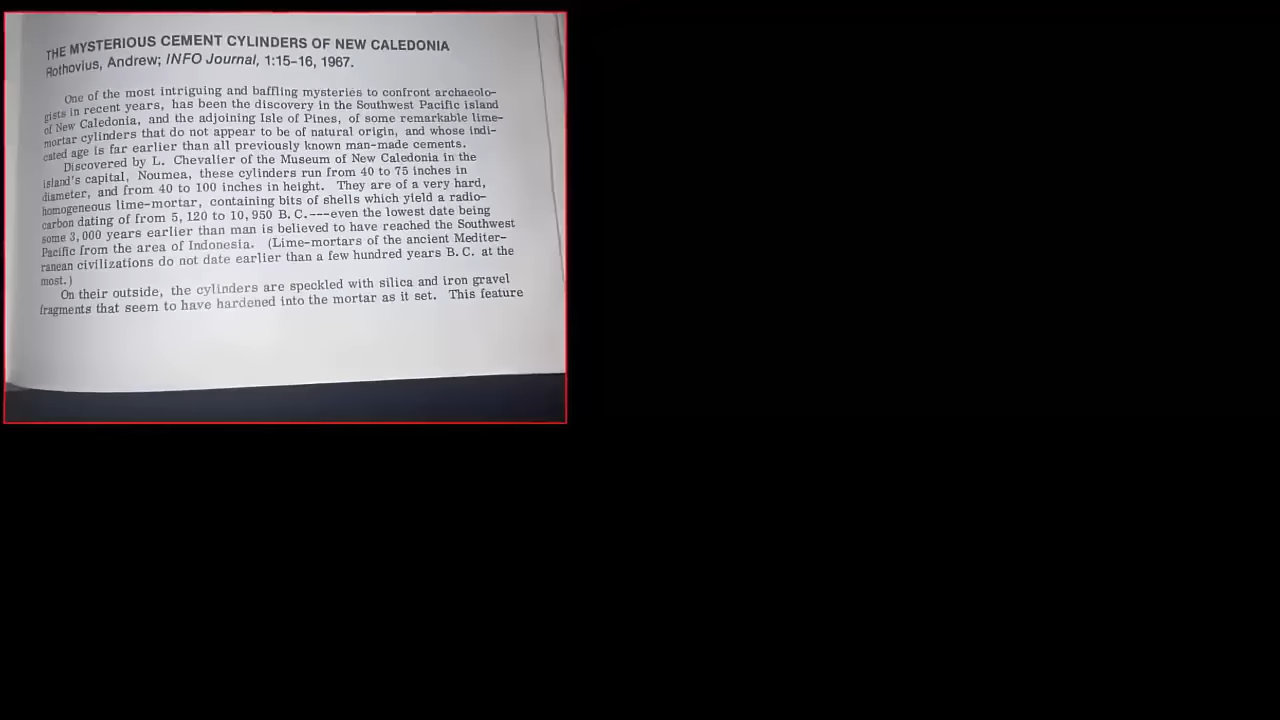 THE MYSTERIOUS CEMENT CYLINDERS OF NEW CALEDONIA
Rothovius, Andrew; INFO Journal, 1:15-16, 1967.
One of the most intriguing and baffling mysteries to confront archaeolo-
gists in recent years, has been the discovery in the Southwest Pacific island
of New Caledonia, and the adjoining Isle of Pines, of some remarkable lime-
mortar cylinders that do not appear to be of natural origin, and whose indi-
cated age is far earlier than all previously known man-made cements.
Discovered by L. Chevalier of the Museum of New Caledonia in the
island's capital, Noumea, these cylinders run from 40 to 75 inches in
diameter, and from 40 to 100 inches in height. They are of a very hard,
homogeneous lime-mortar, containing bits of shells which yield a radio-
carbon dating of from 5,120 to 10,950 B.C.---even the lowest date being
some 3,000 years earlier than man is believed to have reached the Southwest
Pacific from the area of Indonesia. (Lime-mortars of the ancient Mediter-
ranean civilizations do not date earlier than a few hundred years B.C. at the
most.)
On their outside, the cylinders are speckled with silica and iron gravel
fragments that seem to have hardened into the mortar as it set. This feature